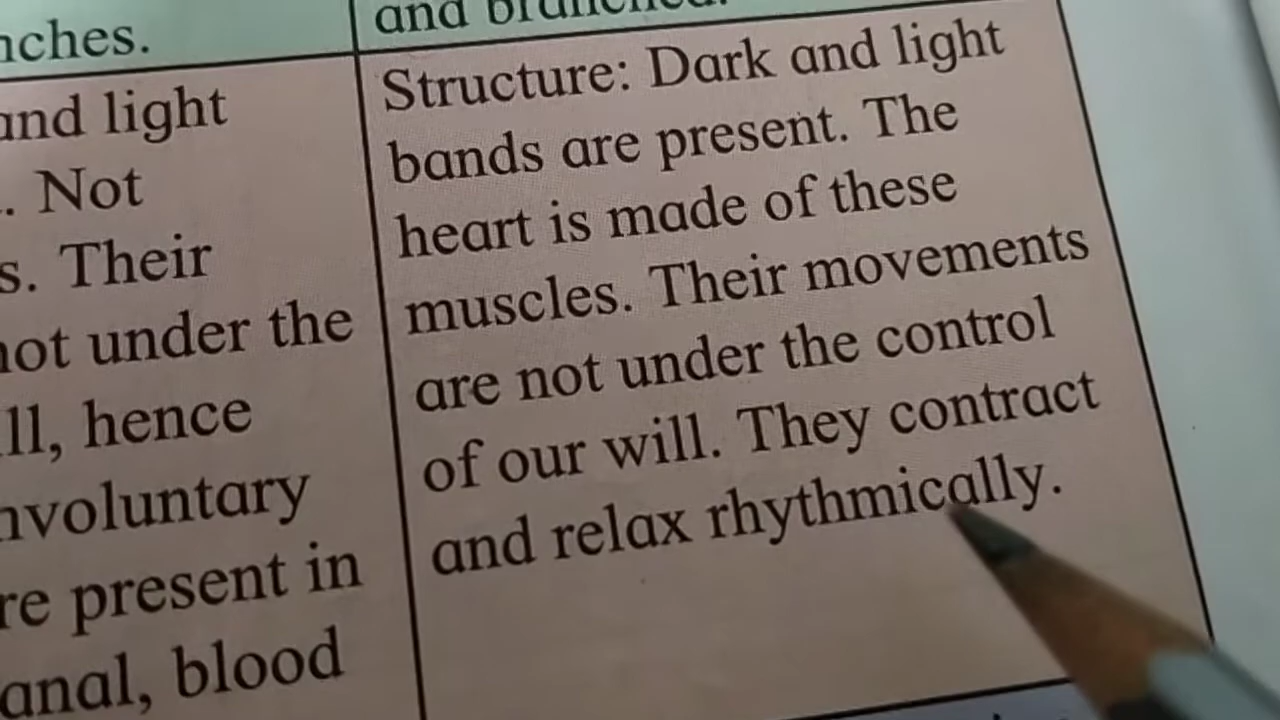 and branched.
Structure: Dark and light
bands are present. The
heart is made of these
muscles. Their movements
are not under the control
of our will. They contract
and relax rhythmically.
and light
. Not
s. Their
not under the
ll, hence
nvoluntary
re present in
anal, blood